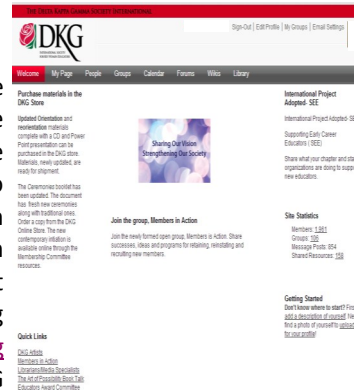 THE DELTA KAPPA GAMMA SOCIETY INTERNATIONAL
DKG
Sign-Out | Edit Profile | My Groups | Email Settings |
Welcome My Page People Groups Calendar Forums Wikis Library
Purchase materials in the
DKG Store
Updated Orientation and
reorientation materials
complete with a CD and Power
Point presentation can be
purchased in the DKG store.
Materials, newly updated, are
ready for shipment.
The Ceremonies booklet has
been updated. The document
has fresh new ceremonies
along with traditional ones.
Order a copy from the DKG
Online Store. The new
contemporary initiation is
available online through the
Membership Committee
resources.
Quick Links
DKG Artists
Members in Action
Librarians/Media Specialists
The Art of Possibility Book Talk
Educators Award Committee
Sharing Our Vision
Strengthening Our Society
Join the group, Members in Action
Join the newly formed open group, Members in Action. Share
successes, ideas and programs for retaining, reinstating and
recruiting new members.
International Project
Adopted- SEE
International Project Adopted- SE
Supporting Early Career
Educators ( SEE)
Share what your chapter and sta
organizations are doing to supp
new educators.
Site Statistics
Members: 1,961
Groups: 186
Message Posts: 854
Shared Resources: 158
Getting Started
Don't know where to start? Firs
add a description of yourself. Ne
find a photo of yourself to upload
for your profile!